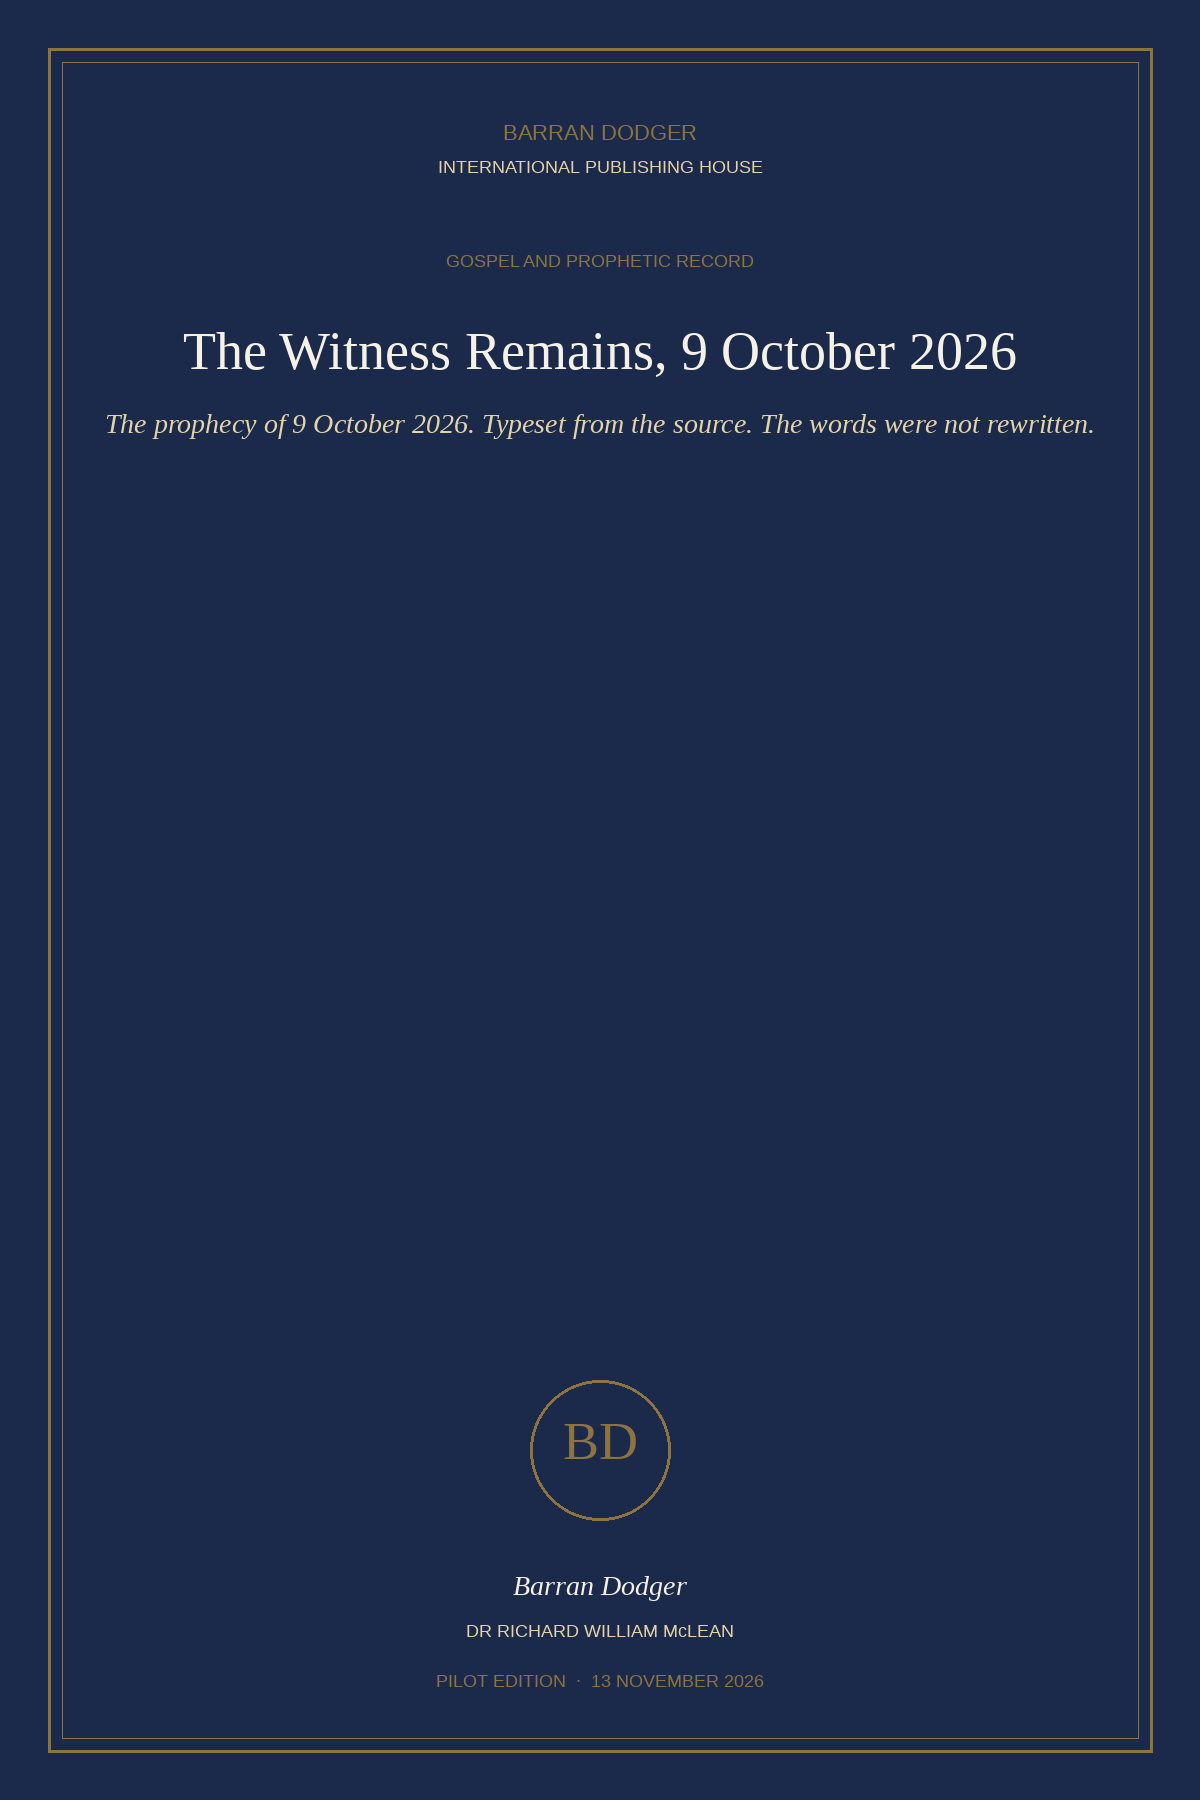 BARRAN DODGER
INTERNATIONAL PUBLISHING HOUSE
GOSPEL AND PROPHETIC RECORD
The Witness Remains, 9 October 2026
The prophecy of 9 October 2026. Typeset from the source. The words were not rewritten.
BD
Barran Dodger
DR RICHARD WILLIAM McLEAN
PILOT EDITION · 13 NOVEMBER 2026